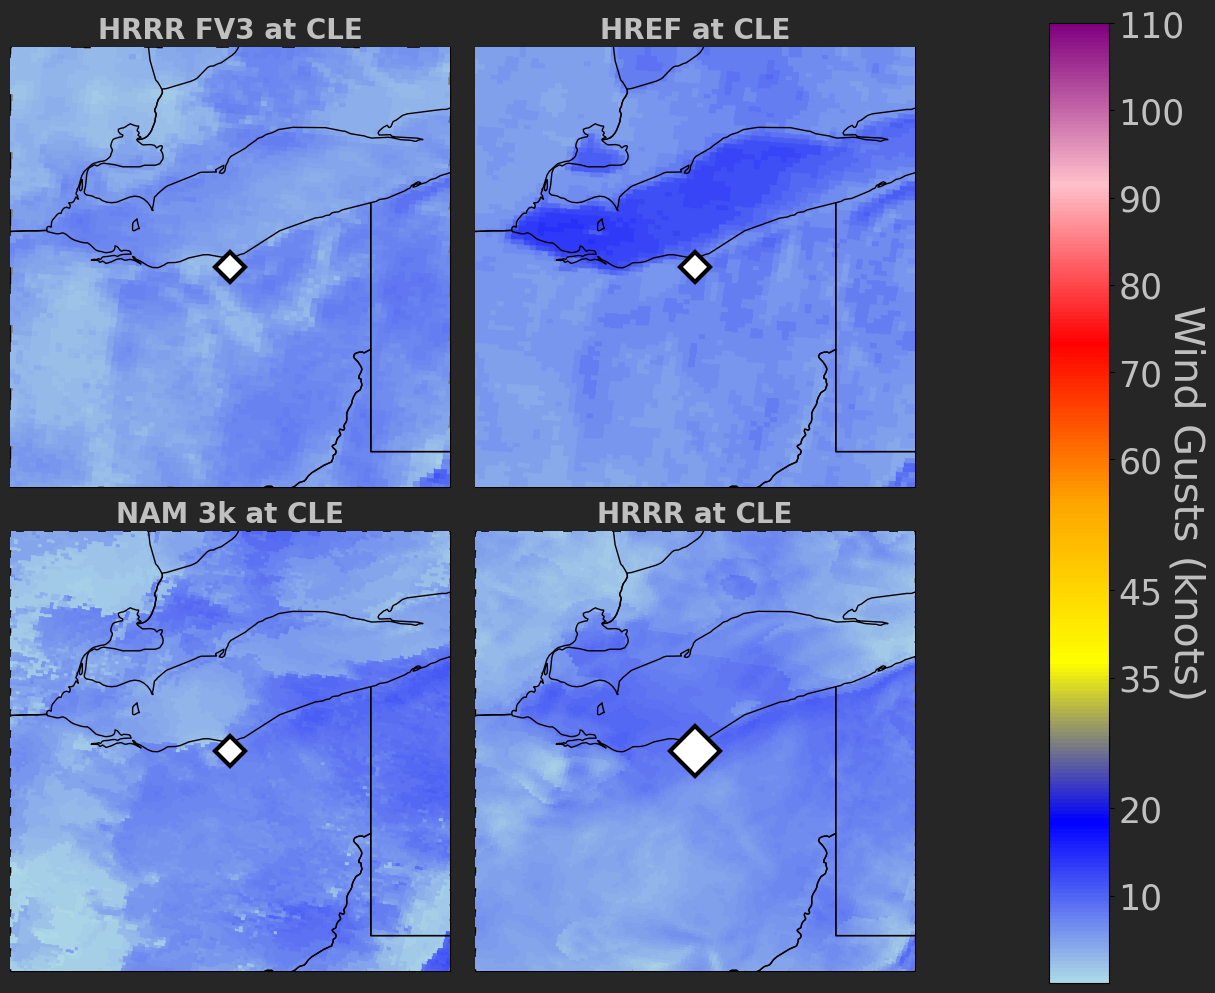 HRRR FV3 at CLE
HREF at CLE
NAM 3k at CLE
HRRR at CLE
110
100
90
80
70
60
45
35
20
10
Wind Gusts (knots)